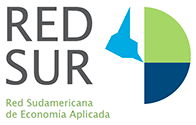 RED
SUR
Red Sudamericana
de Economía Aplicada